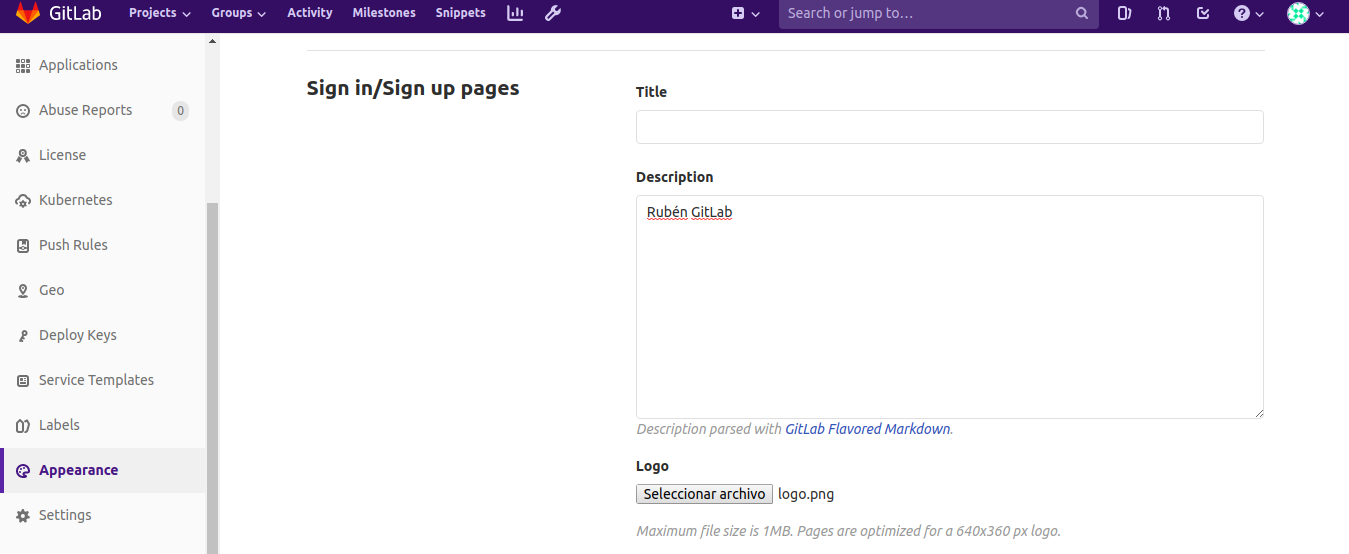 GitLab Projects Groups Activity Milestones Snippets Search or jump to...
Applications
Abuse Reports 0
License
Kubernetes
Push Rules
Geo
Deploy Keys
Service Templates
Labels
Appearance
Settings
Sign in/Sign up pages
Title
Description
Rubén GitLab
Description parsed with GitLab Flavored Markdown.
Logo
Seleccionar archivo logo.png
Maximum file size is 1MB. Pages are optimized for a 640x360 px logo.